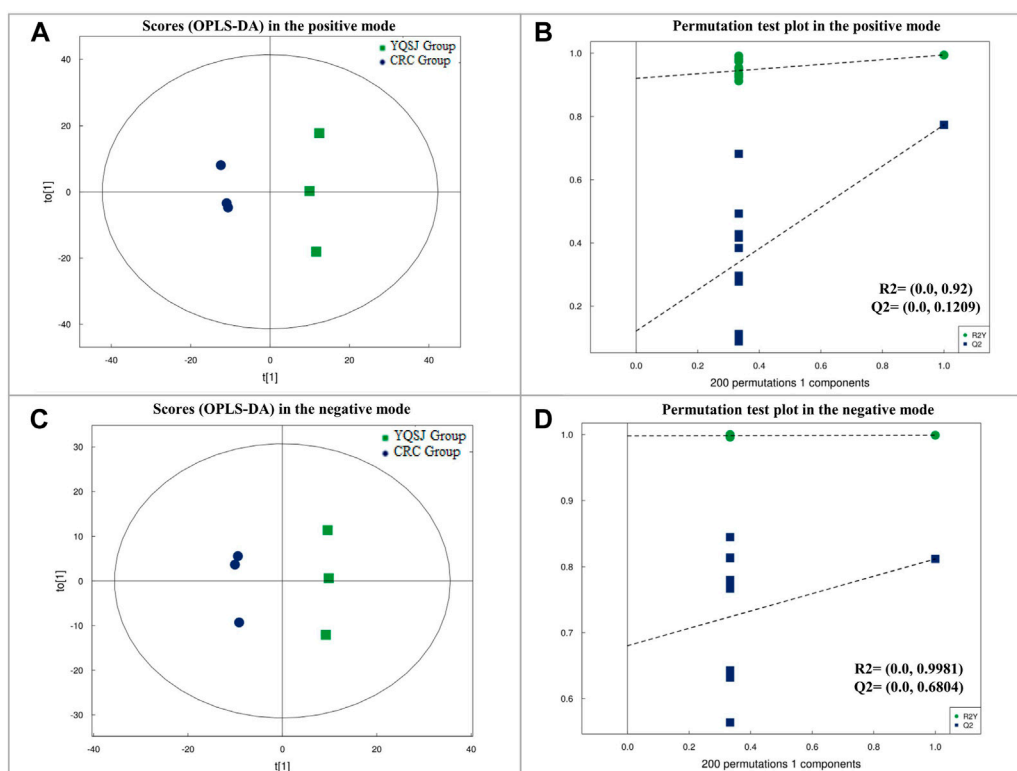 A
Scores (OPLS-DA) in the positive mode
YQSJ Group
CRC Group
40
20
0
-20
-40
to[1]
-40
-20
0
20
40
t[1]
B
Permutation test plot in the positive mode
1.0
0.8
0.6
0.4
0.2
R2= (0.0, 0.92)
Q2= (0.0, 0.1209)
R2Y
Q2
0.0
0.2
0.4
0.6
0.8
1.0
200 permutations 1 components
C
Scores (OPLS-DA) in the negative mode
YQSJ Group
CRC Group
30
20
10
0
-10
-20
-30
to[1]
-40
-20
0
20
40
t[1]
D
Permutation test plot in the negative mode
1.0
0.9
0.8
0.7
0.6
R2= (0.0, 0.9981)
Q2= (0.0, 0.6804)
R2Y
Q2
0.0
0.2
0.4
0.6
0.8
1.0
200 permutations 1 components